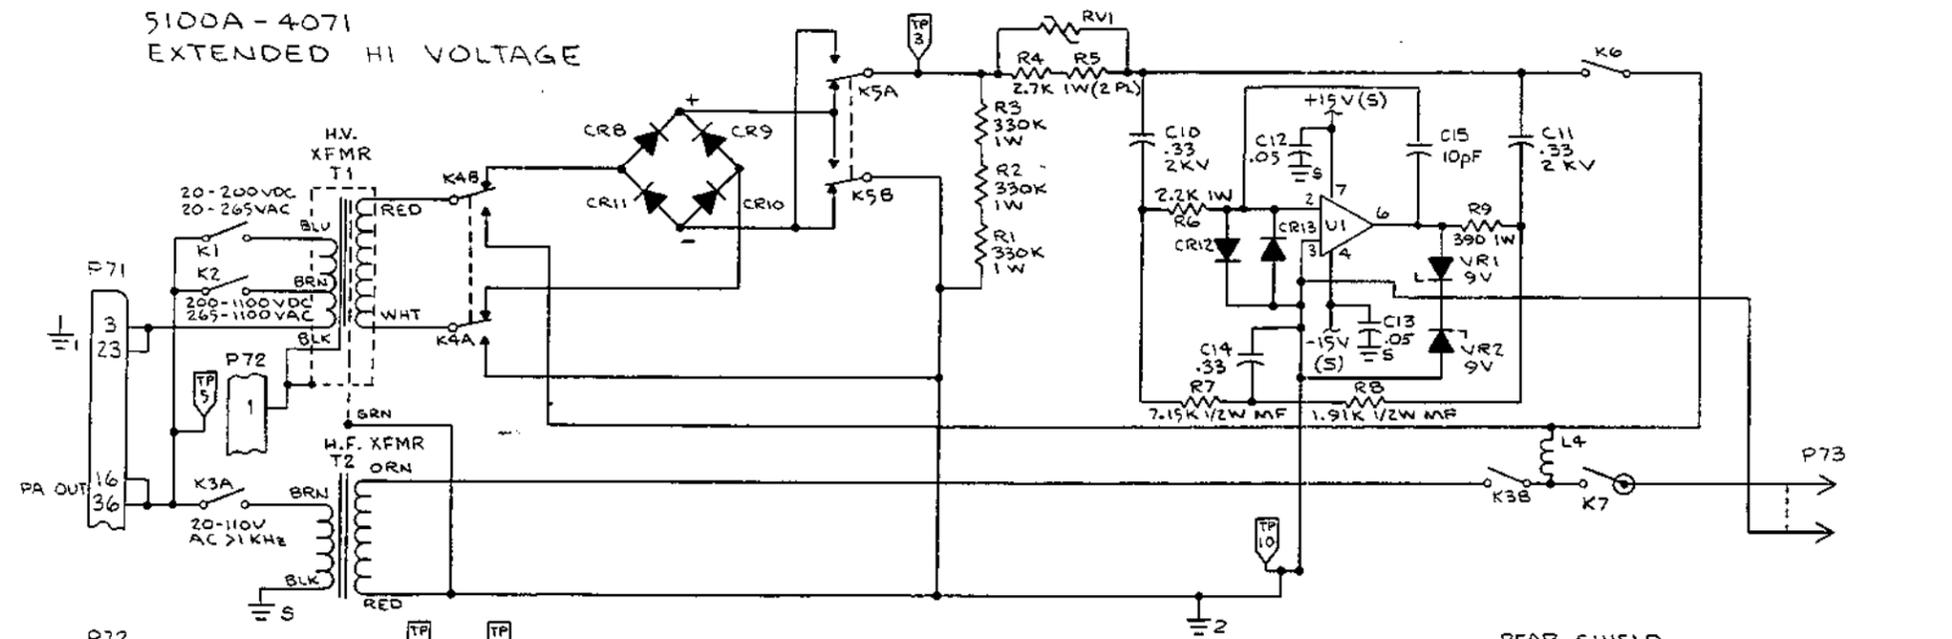 5100A-4071
EXTENDED HI VOLTAGE
H.V.
XFMR
T1
20-200VDC
20-265VAC
K1
K2
200-1100VDC
265-1100VAC
BLU
BRN
BLK
RED
WHT
P71
3
23
1
P72
1
TP
5
16
PA OUT 36
K3A
20-110V
AC >1KHz
GRN
H.F. XFMR
T2
ORN
BRN
BLK
RED
S
K4B
K4A
CR8
CR9
CR11
CR10
+
-
K5A
K5B
TP
3
RV1
R4
R5
2.7K 1W(2 PL)
R3
330K
1W
R2
330K
1W
R1
330K
1W
K6
+15V(S)
C10
.33
2KV
C12
.05
S
C15
10pF
C11
.33
2KV
2.2K 1W
R6
CR12
CR13
2
3
7
4
6
U1
R9
390 1W
VR1
9V
VR2
9V
C13
.05
S
-15V
(S)
C14
.33
R7
7.15K 1/2W MF
R8
1.91K 1/2W MF
L4
K3B
K7
P73
TP
10
2
TP
TP
P72
REAR SHIELD